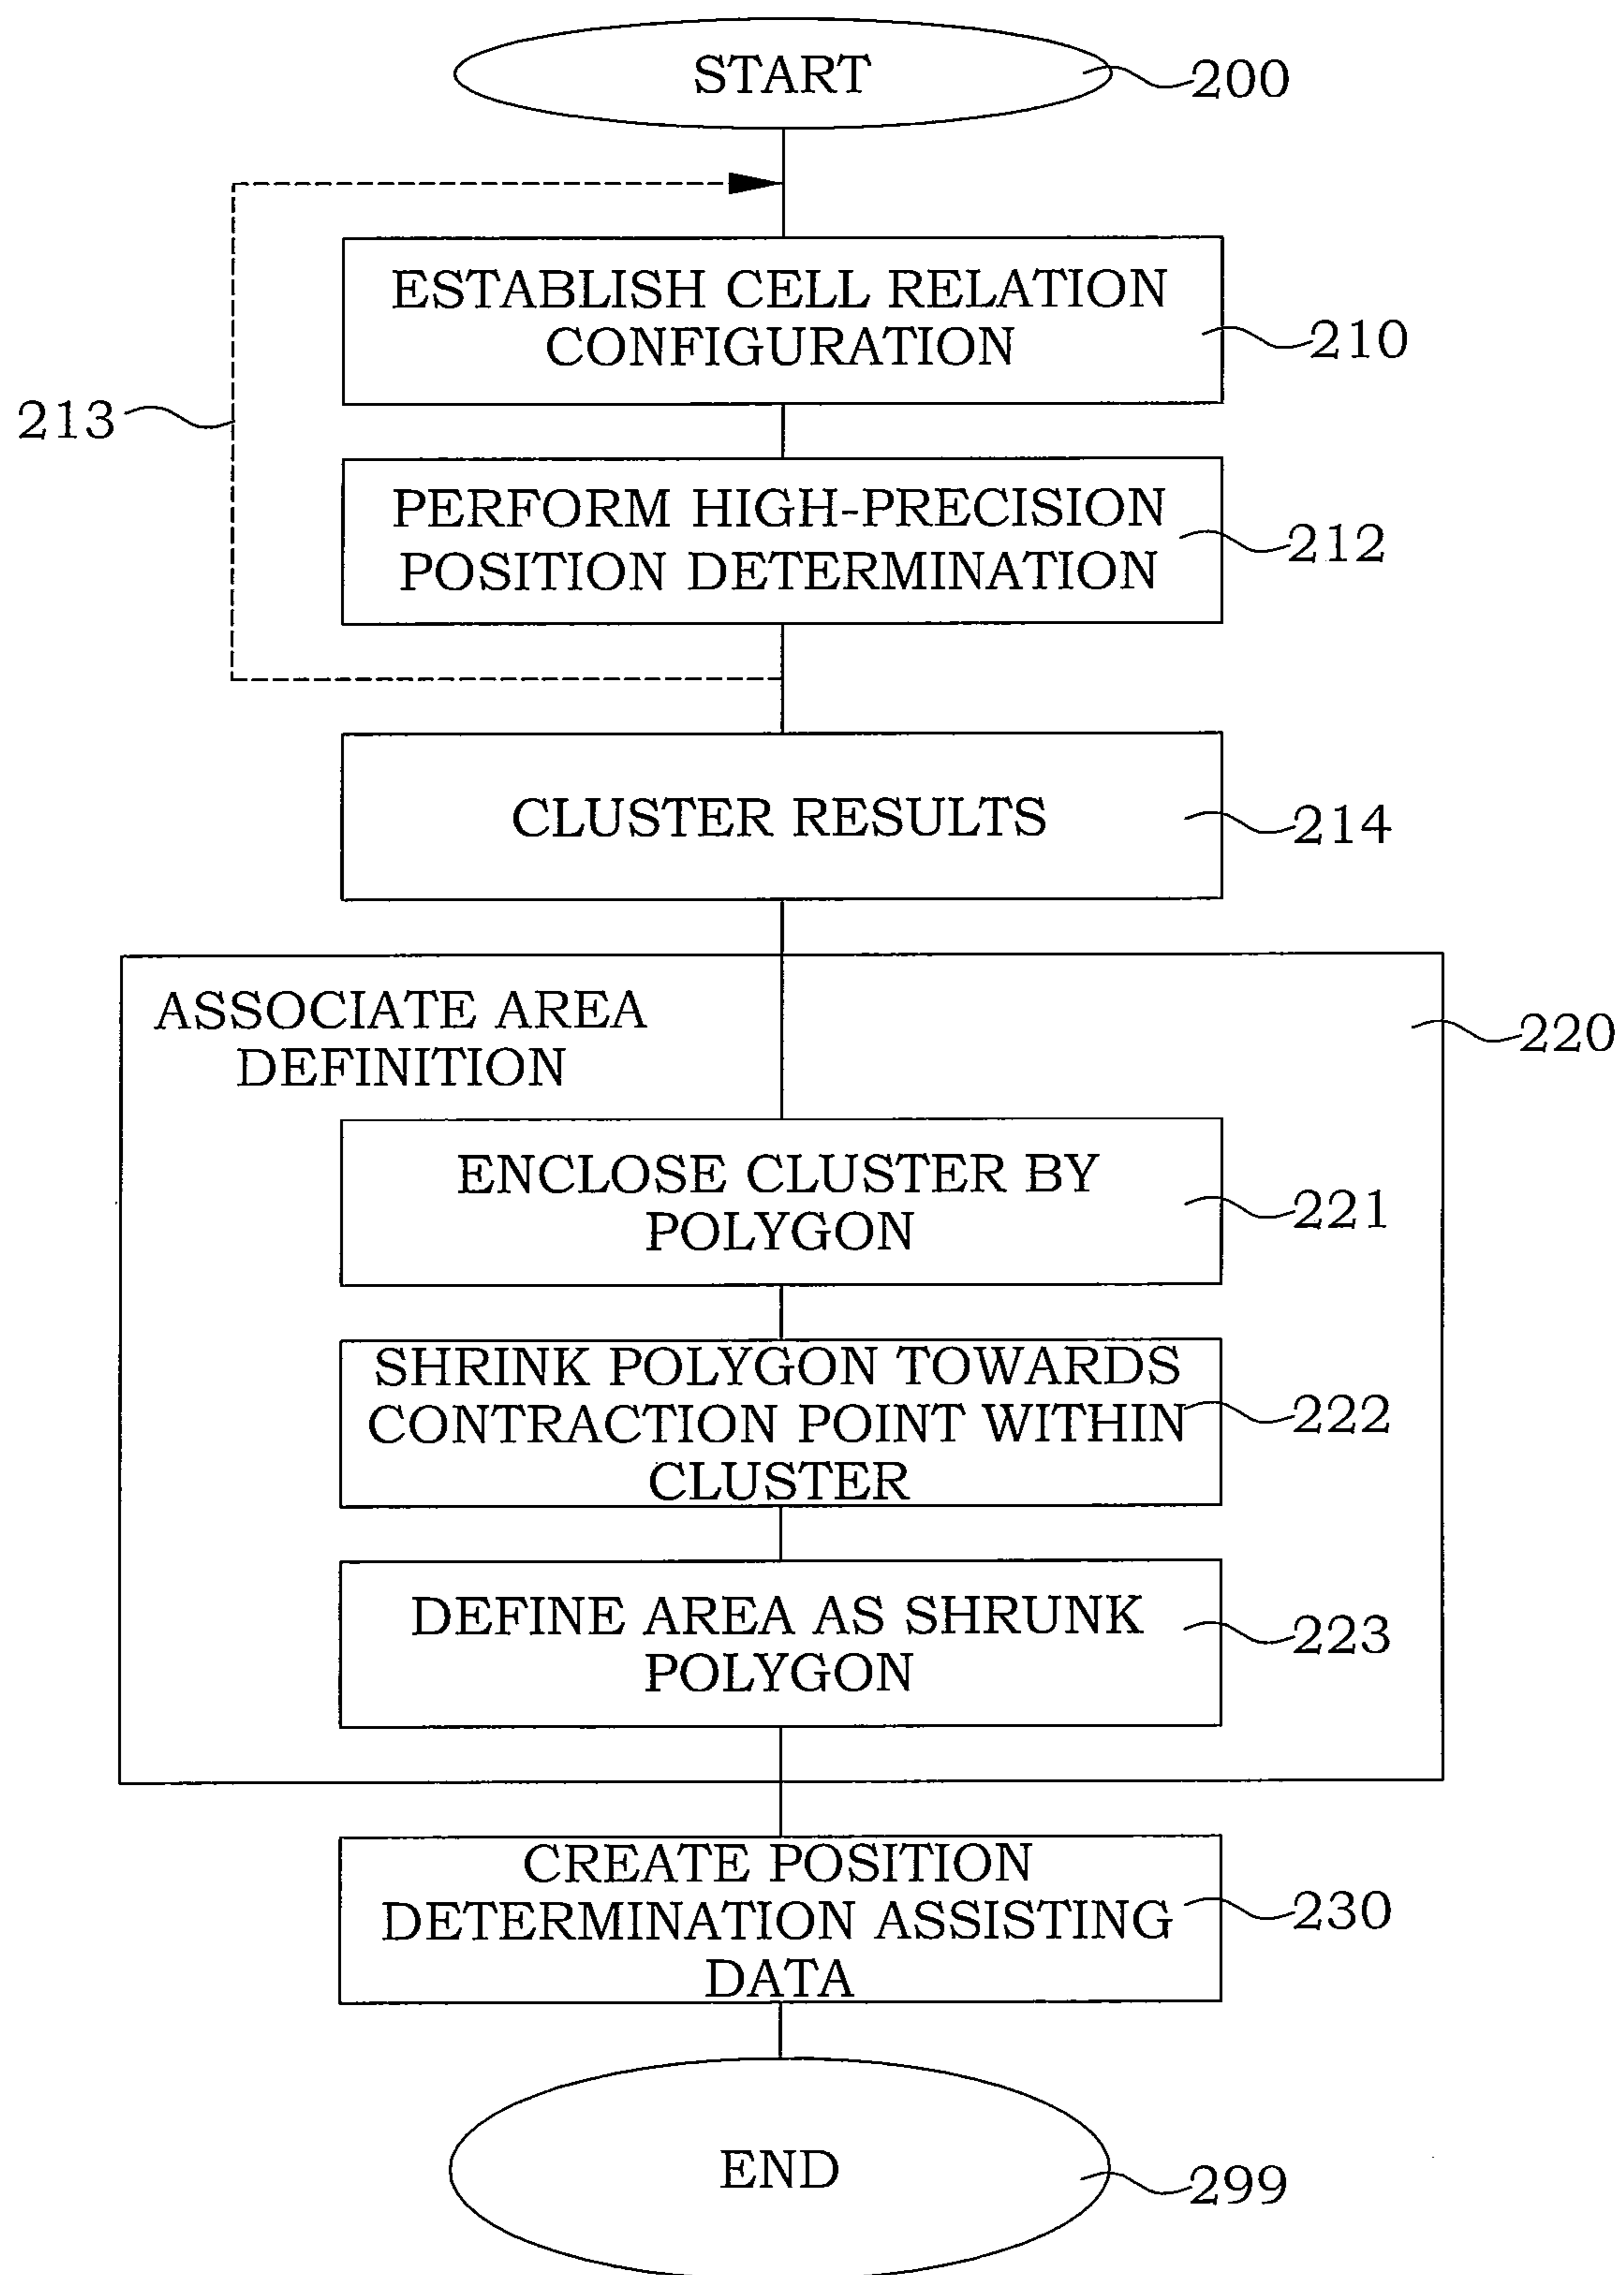 START
200
ESTABLISH CELL RELATION
CONFIGURATION
210
213
PERFORM HIGH-PRECISION
POSITION DETERMINATION
212
CLUSTER RESULTS
214
ASSOCIATE AREA
DEFINITION
220
ENCLOSE CLUSTER BY
POLYGON
221
SHRINK POLYGON TOWARDS
CONTRACTION POINT WITHIN
CLUSTER
222
DEFINE AREA AS SHRUNK
POLYGON
223
CREATE POSITION
DETERMINATION ASSISTING
DATA
230
END
299